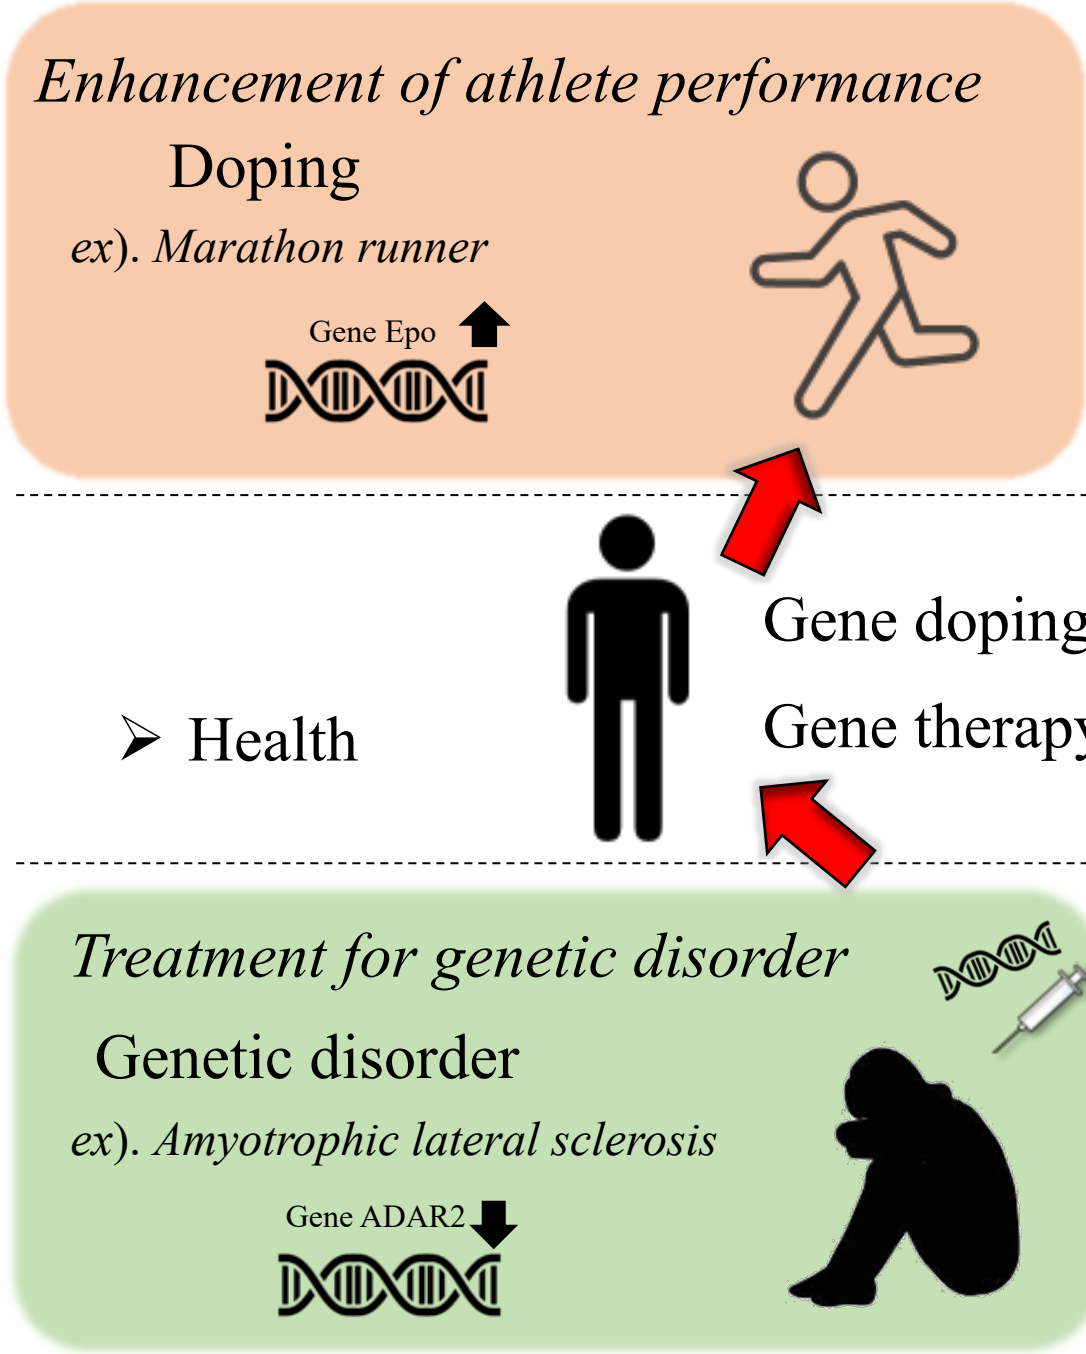 Enhancement of athlete performance
Doping
ex). Marathon runner
Gene Epo
Gene doping
Gene therapy
➢ Health
Treatment for genetic disorder
Genetic disorder
ex). Amyotrophic lateral sclerosis
Gene ADAR2